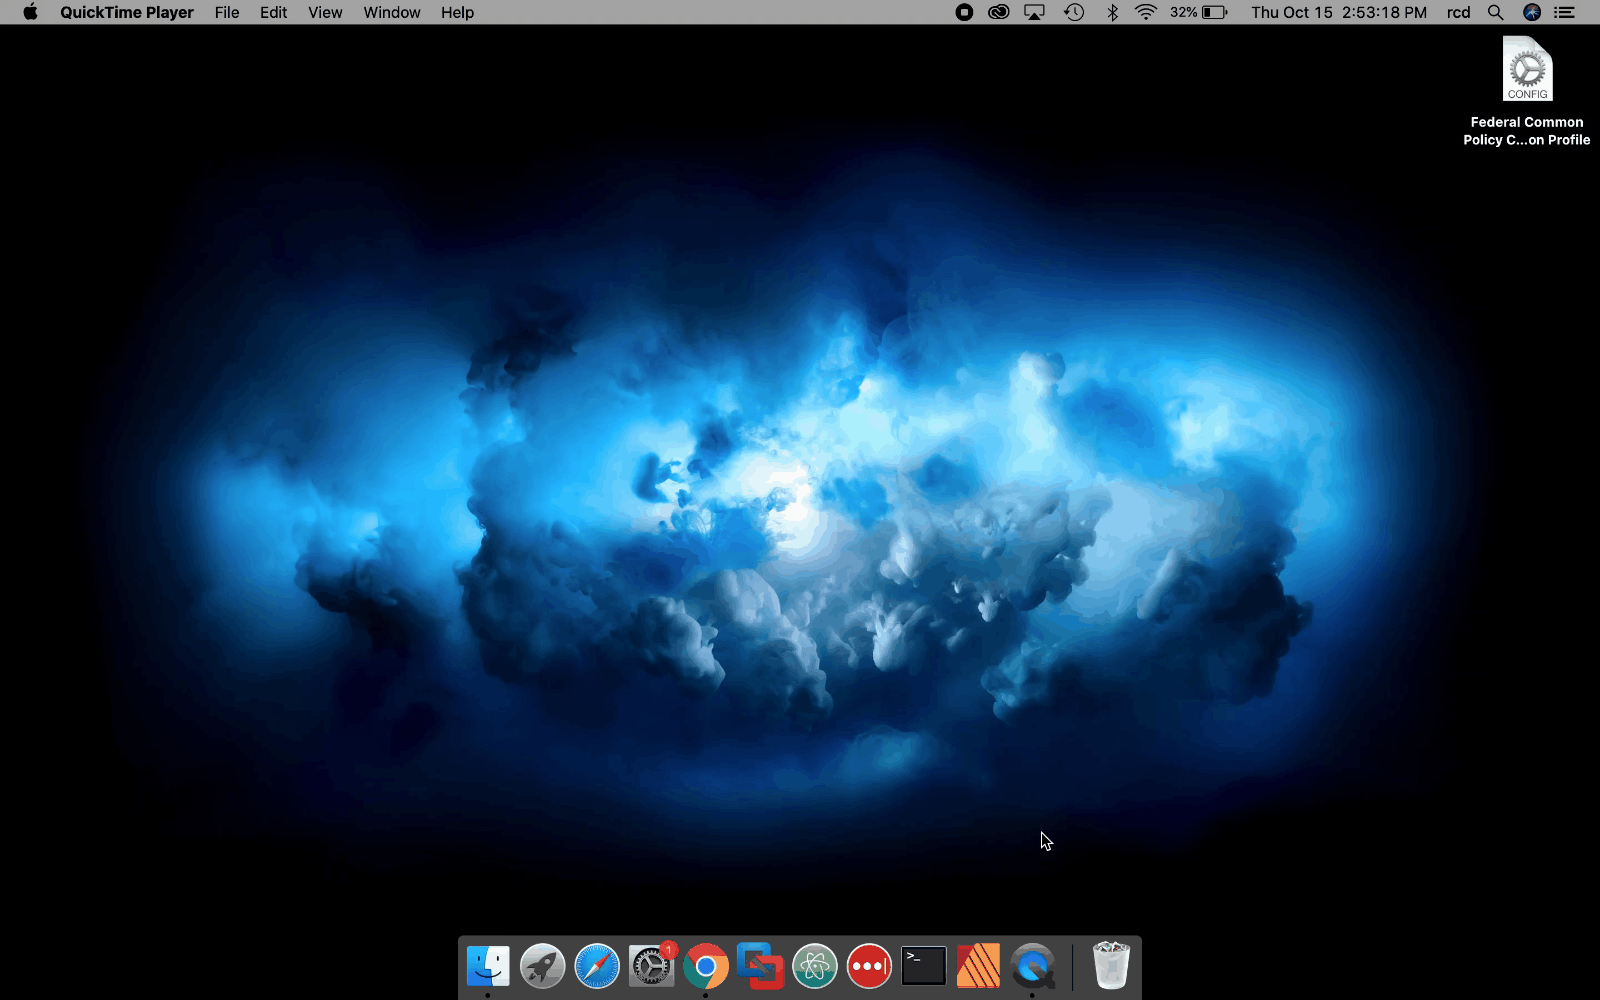 QuickTime Player File Edit View Window Help 32% Thu Oct 15 2:53:18 PM rcd
CONFIG
Federal Common
Policy C...on Profile
1
>_